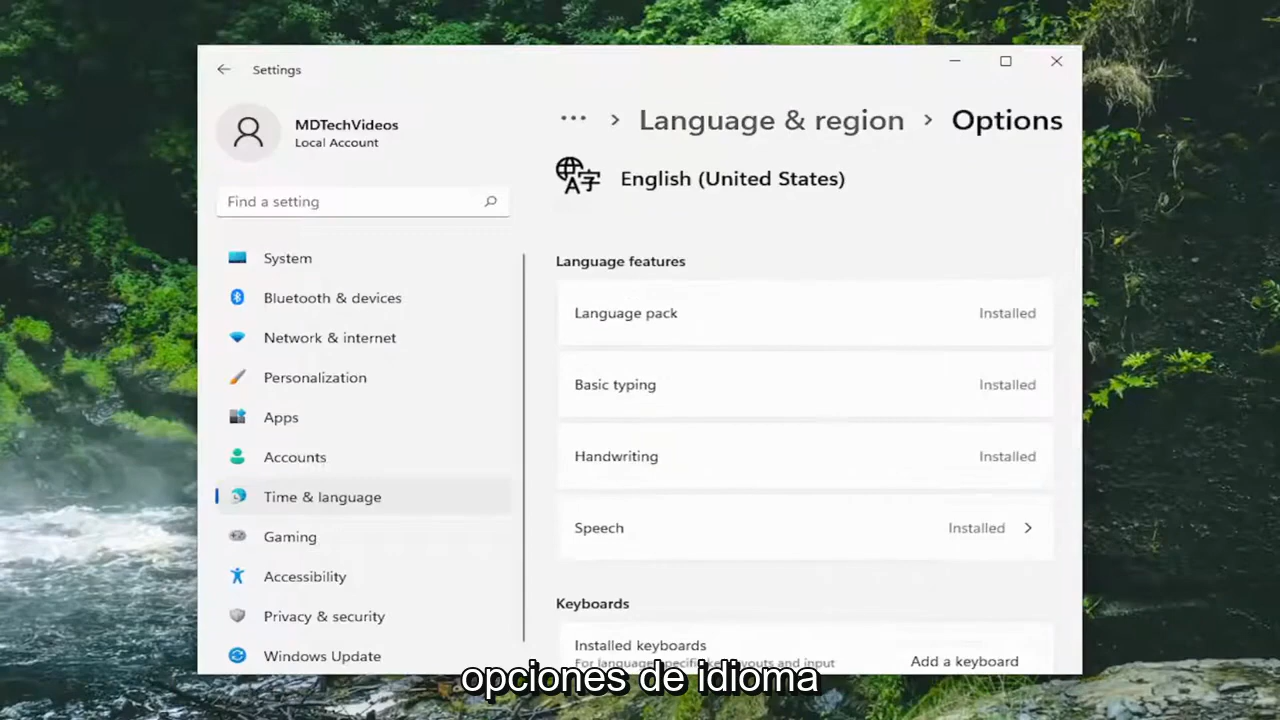 Settings
MDTechVideos
Local Account
Find a setting
System
Bluetooth & devices
Network & internet
Personalization
Apps
Accounts
Time & language
Gaming
Accessibility
Privacy & security
Windows Update
... > Language & region > Options
English (United States)
Language features
Language pack Installed
Basic typing Installed
Handwriting Installed
Speech Installed
Keyboards
Installed keyboards
For language-specific key layouts and input
Add a keyboard
opciones de idioma